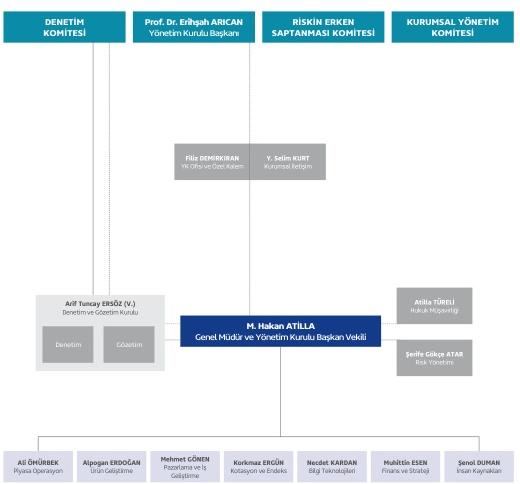 DENETİM
KOMİTESİ
Prof. Dr. Erihşah ARICAN
Yönetim Kurulu Başkanı
RİSKİN ERKEN
SAPTANMASI KOMİTESİ
KURUMSAL YÖNETİM
KOMİTESİ
Filiz DEMİRKIRAN
YK Ofisi ve Özel Kalem
Y. Selim KURT
Kurumsal İletişim
Arif Tuncay ERSÖZ (V.)
Denetim ve Gözetim Kurulu
Denetim
Gözetim
M. Hakan ATİLLA
Genel Müdür ve Yönetim Kurulu Başkan Vekili
Atilla TÜRELİ
Hukuk Müşavirliği
Şerife Gökçe ATAR
Risk Yönetimi
Ali ÖMÜRBEK
Piyasa Operasyon
Alpogan ERDOĞAN
Ürün Geliştirme
Mehmet GÖNEN
Pazarlama ve İş
Geliştirme
Korkmaz ERGÜN
Kotasyon ve Endeks
Necdet KARDAN
Bilgi Teknolojileri
Muhittin ESEN
Finans ve Strateji
Şenol DUMAN
İnsan Kaynakları